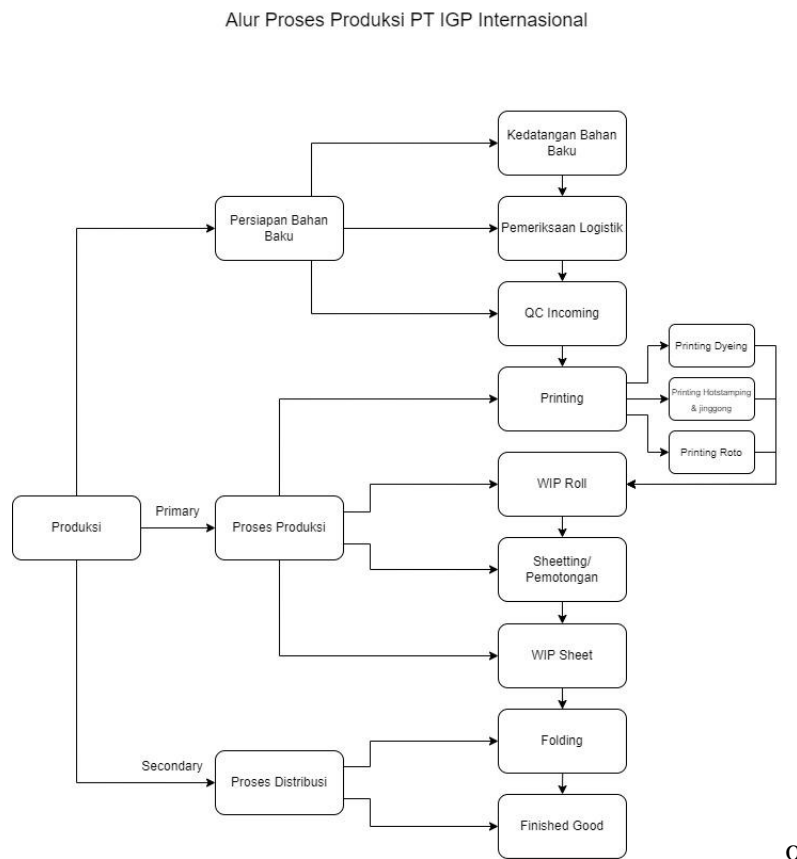 Alur Proses Produksi PT IGP Internasional
Kedatangan Bahan
Baku
Persiapan Bahan
Baku
Pemeriksaan Logistik
QC Incoming
Printing
Printing Dyeing
Printing Hotstamping
& jinggong
Printing Roto
WIP Roll
Produksi
Primary
Proses Produksi
Sheetting/
Pemotongan
WIP Sheet
Folding
Secondary
Proses Distribusi
Finished Good